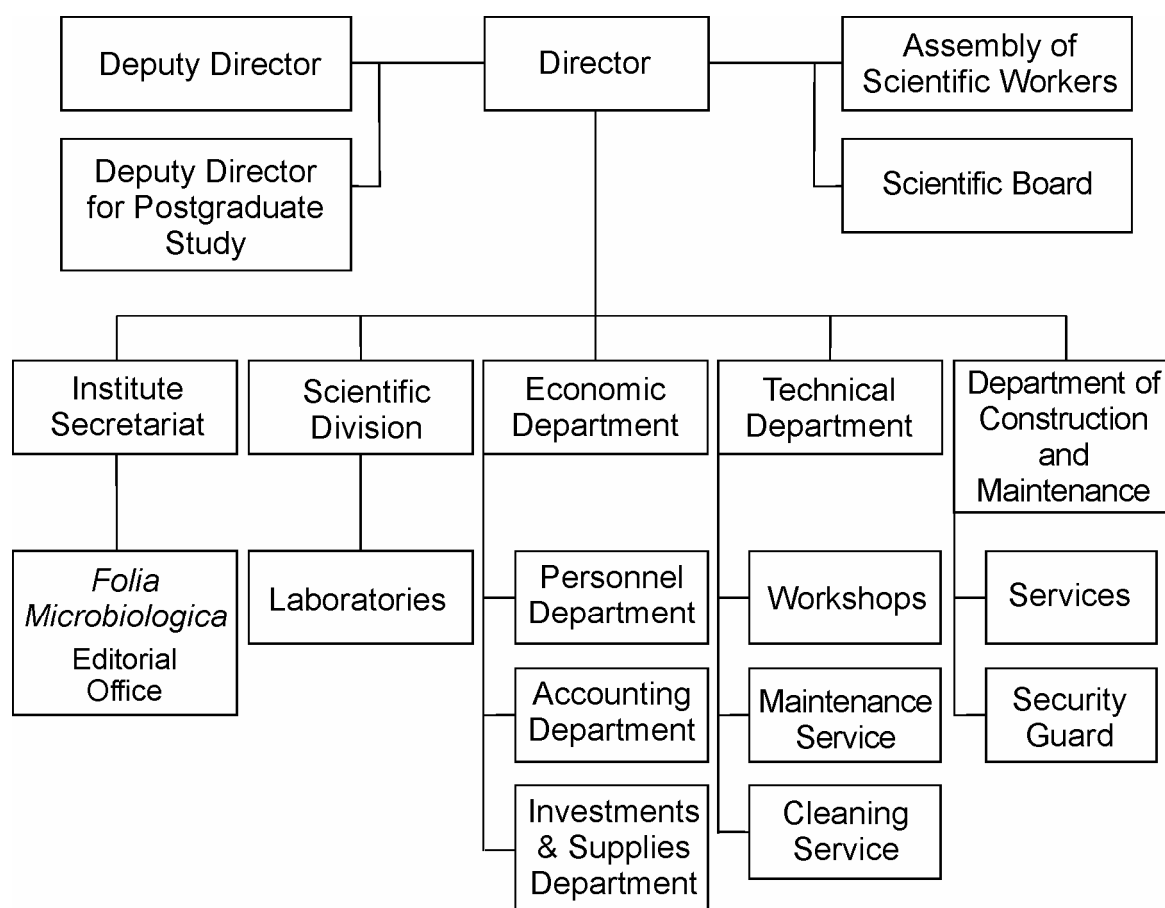 Deputy Director
Director
Assembly of
Scientific Workers
Deputy Director
for Postgraduate
Study
Scientific Board
Institute
Secretariat
Scientific
Division
Economic
Department
Technical
Department
Department of
Construction
and
Maintenance
Folia
Microbiologica
Editorial
Office
Laboratories
Personnel
Department
Workshops
Services
Accounting
Department
Maintenance
Service
Security
Guard
Investments
& Supplies
Department
Cleaning
Service